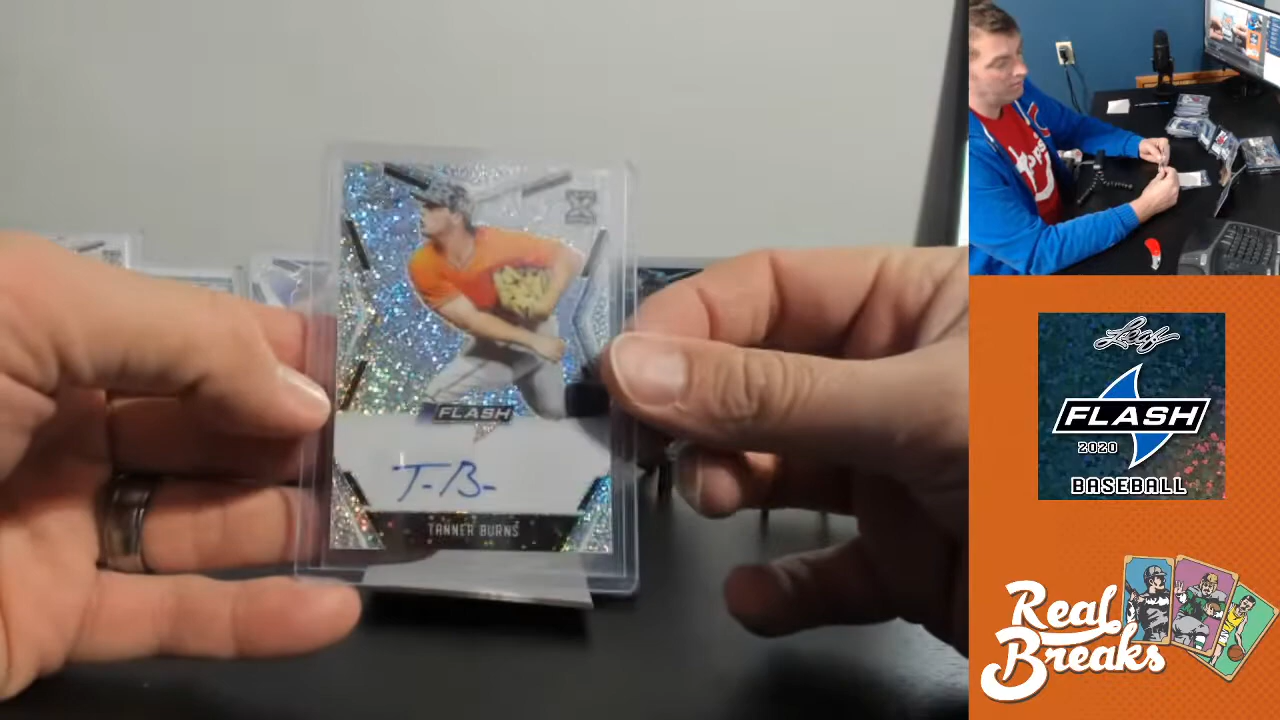 FLASH
T-B-
TANNER BURNS
Leaf
FLASH
2020
BASEBALL
Real
Breaks